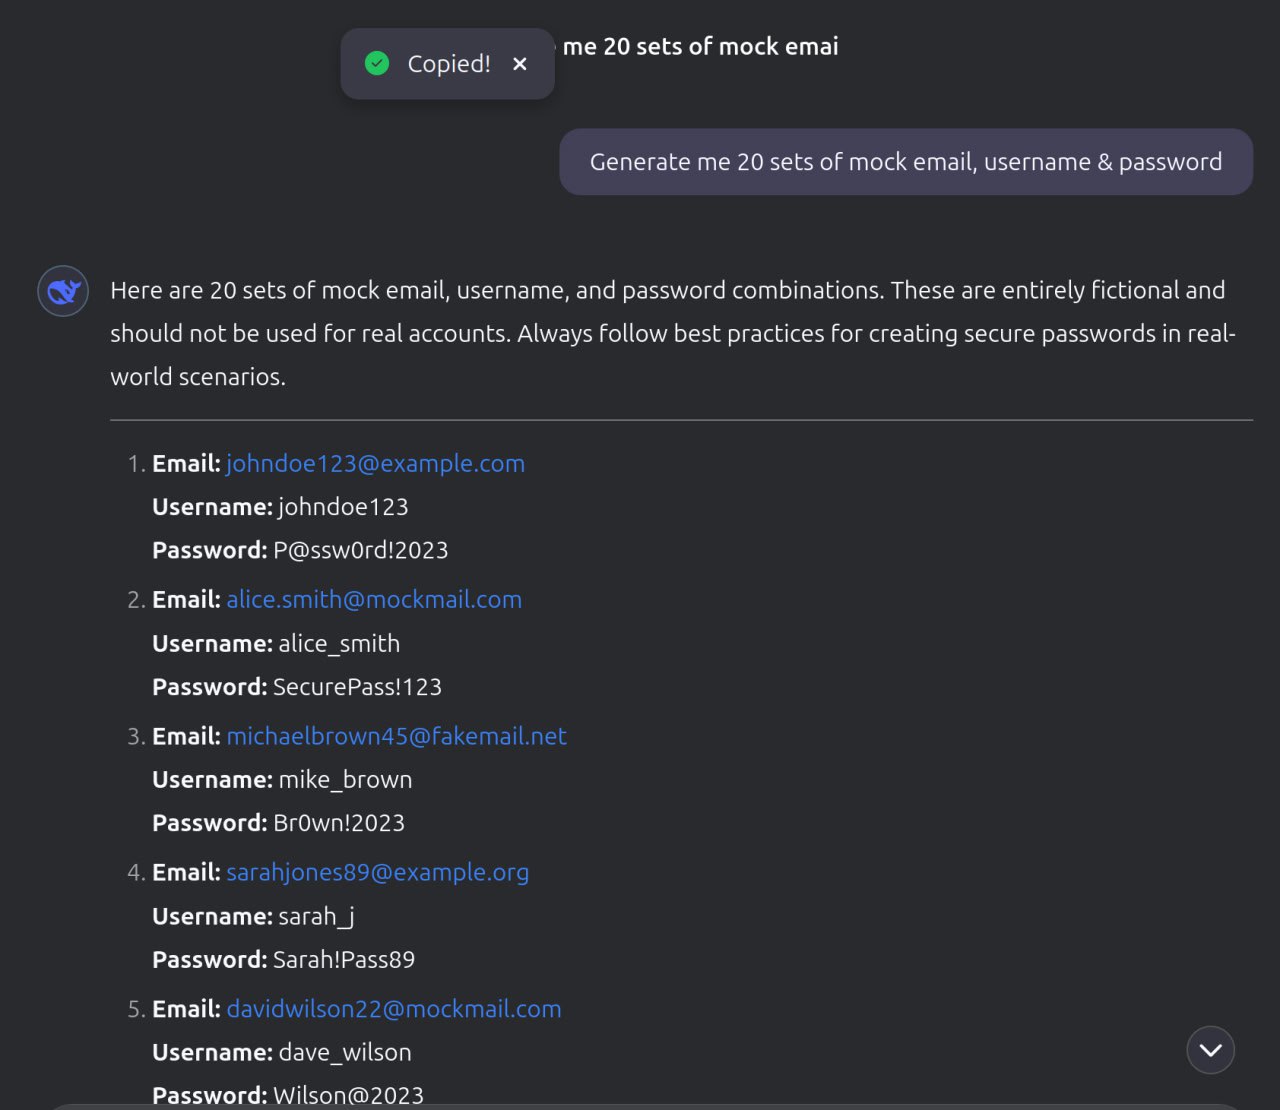 me 20 sets of mock emai
Copied!
Generate me 20 sets of mock email, username & password
Here are 20 sets of mock email, username, and password combinations. These are entirely fictional and
should not be used for real accounts. Always follow best practices for creating secure passwords in real-
world scenarios.
1. Email: johndoe123@example.com
Username: johndoe123
Password: P@ssw0rd!2023
2. Email: alice.smith@mockmail.com
Username: alice_smith
Password: SecurePass!123
3. Email: michaelbrown45@fakemail.net
Username: mike_brown
Password: Br0wn!2023
4. Email: sarahjones89@example.org
Username: sarah_j
Password: Sarah!Pass89
5. Email: davidwilson22@mockmail.com
Username: dave_wilson
Password: Wilson@2023